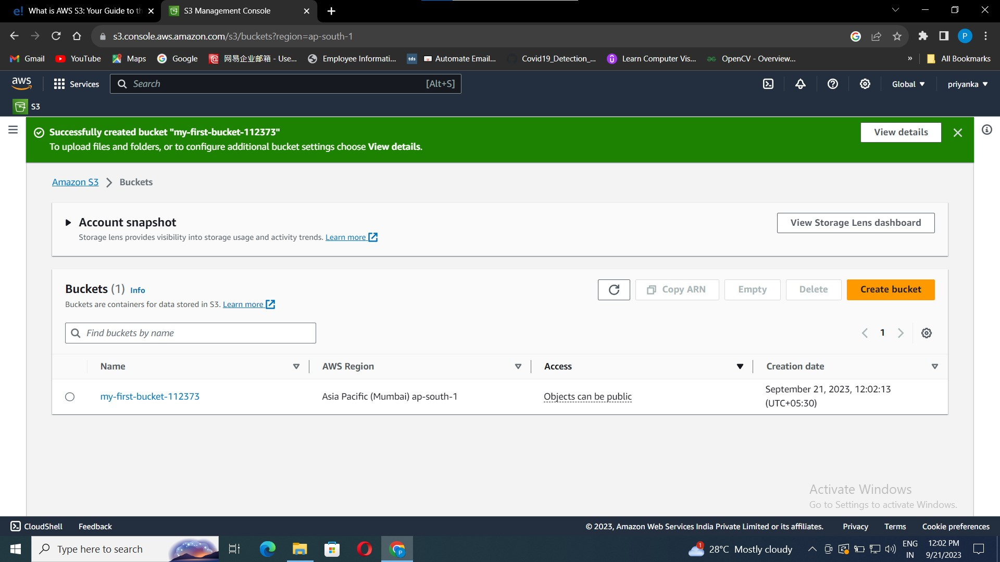 What is AWS S3: Your Guide to th
S3 Management Console
s3.console.aws.amazon.com/s3/buckets?region=ap-south-1
P
Gmail
YouTube
Maps
Google
网易企业邮箱 - Use...
Employee Informati...
tds
Automate Email...
Covid19_Detection_...
Learn Computer Vis...
OpenCV - Overview...
»
All Bookmarks
aws
Services
Search
[Alt+S]
Global
priyanka
S3
Successfully created bucket "my-first-bucket-112373"
To upload files and folders, or to configure additional bucket settings choose View details.
View details
Amazon S3
Buckets
Account snapshot
Storage lens provides visibility into storage usage and activity trends. Learn more
View Storage Lens dashboard
Buckets (1) Info
Buckets are containers for data stored in S3. Learn more
Copy ARN
Empty
Delete
Create bucket
Find buckets by name
1
Name
AWS Region
Access
Creation date
my-first-bucket-112373
Asia Pacific (Mumbai) ap-south-1
Objects can be public
September 21, 2023, 12:02:13
(UTC+05:30)
Activate Windows
Go to Settings to activate Windows.
CloudShell
Feedback
© 2023, Amazon Web Services India Private Limited or its affiliates.
Privacy
Terms
Cookie preferences
Type here to search
1
28°C Mostly cloudy
ENG
IN
12:02 PM
9/21/2023